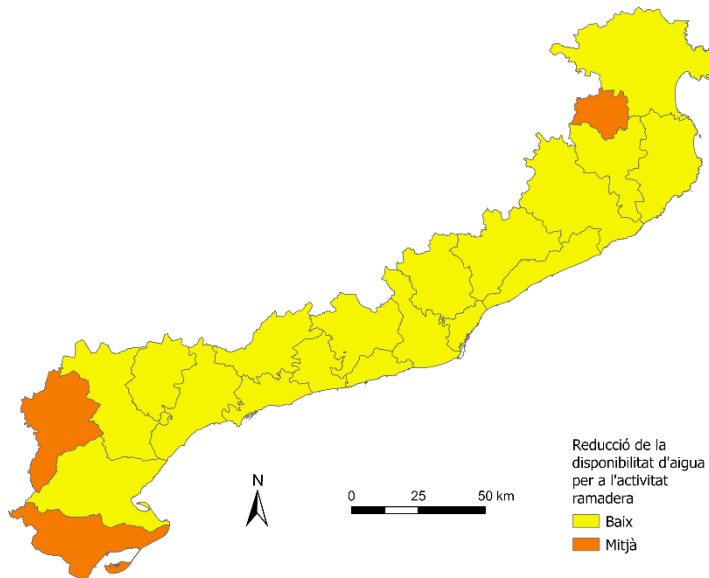 N
0 25 50 km
Reducció de la
disponibilitat d'aigua
per a l'activitat
ramadera
Baix
Mitjà